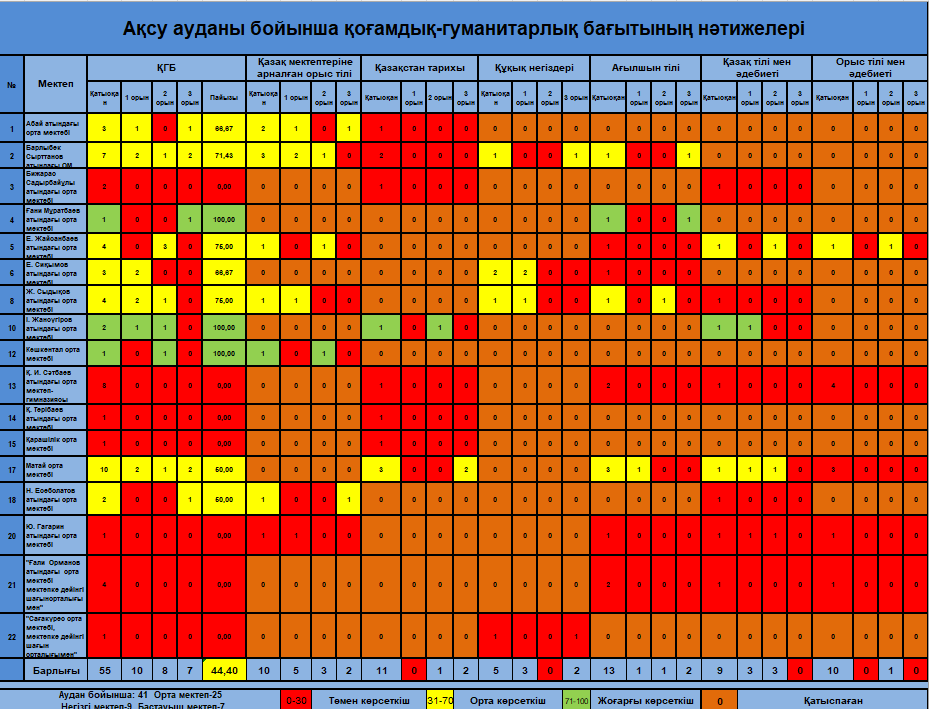 Ақсу ауданы бойынша қоғамдық-гуманитарлық бағытының нәтижелері
№ Мектеп ҚГБ Қазақ мектептеріне арналған орыс тілі Қазақстан тарихы Құқық негіздері Ағылшын тілі Қазақ тілі мен әдебиеті Орыс тілі мен әдебиеті
Қатысқан 1 орын 2 орын 3 орын Пайызы Қатысқан 1 орын 2 орын 3 орын Қатысқан 1 орын 2 орын 3 орын Қатысқан 1 орын 2 орын 3 орын Қатысқан 1 орын 2 орын 3 орын Қатысқан 1 орын 2 орын 3 орын Қатысқан 1 орын 2 орын 3 орын
1 Абай атындағы орта мектебі 3 1 0 1 66,67 2 1 0 1 1 0 0 0 0 0 0 0 0 0 0 0 0 0 0 0 0 0 0 0
2 Барлыбек Сырттанов атындағы ОМ 7 2 1 2 71,43 3 2 1 0 2 0 0 0 1 0 0 1 1 0 0 1 0 0 0 0 0 0 0 0
3 Бижарас Садырбайұлы атындағы орта мектебі 2 0 0 0 0,00 0 0 0 0 1 0 0 0 0 0 0 0 0 0 0 0 1 0 0 0 0 0 0 0
4 Ғани Мұратбаев атындағы орта мектебі 1 0 0 1 100,00 0 0 0 0 0 0 0 0 0 0 0 0 1 0 0 1 0 0 0 0 0 0 0 0
5 Е. атындағы орта мектебі 4 0 3 0 75,00 1 0 1 0 0 0 0 0 0 0 0 0 1 0 0 0 1 0 1 0 1 0 1 0
6 Е. Сиқымов атындағы орта мектебі 3 2 0 0 66,67 0 0 0 0 0 0 0 0 2 2 0 0 1 0 0 0 0 0 0 0 0 0 0 0
8 Ж. Сыдықов атындағы орта мектебі 4 2 1 0 75,00 1 1 0 0 0 0 0 0 1 1 0 0 1 0 1 0 1 0 0 0 0 0 0 0
10 І. Жансүгіров атындағы орта мектебі 2 1 1 0 100,00 0 0 0 0 1 0 1 0 0 0 0 0 0 0 0 0 1 1 0 0 0 0 0 0
12 Кешкентал орта мектебі 1 0 1 0 100,00 1 0 1 0 0 0 0 0 0 0 0 0 0 0 0 0 0 0 0 0 0 0 0 0
13 Қ. И. Сәтбаев атындағы орта мектеп-гимназиясы 8 0 0 0 0,00 0 0 0 0 1 0 0 0 0 0 0 0 2 0 0 0 1 0 0 0 4 0 0 0
14 Қ. Терібаев атындағы орта мектебі 1 0 0 0 0,00 0 0 0 0 1 0 0 0 0 0 0 0 0 0 0 0 0 0 0 0 0 0 0 0
15 Қарашілік орта мектебі 1 0 0 0 0,00 0 0 0 0 1 0 0 0 0 0 0 0 0 0 0 0 0 0 0 0 0 0 0 0
17 Матай орта мектебі 10 2 1 2 50,00 0 0 0 0 3 0 0 2 0 0 0 0 3 1 0 0 1 1 1 0 3 0 0 0
18 Н. Есеболатов атындағы орта мектебі 2 0 0 1 50,00 1 0 0 1 0 0 0 0 0 0 0 0 0 0 0 0 1 0 0 0 0 0 0 0
20 Ю. Гагарин атындағы орта мектебі 1 0 0 0 0,00 1 1 0 0 0 0 0 0 0 0 0 0 1 0 0 0 1 1 1 0 1 0 0 0
21 "Ғали Орманов атындағы орта мектебі мектепке дейінгі шағынорталығы мен" 4 0 0 0 0,00 0 0 0 0 0 0 0 0 0 0 0 0 2 0 0 0 1 0 0 0 1 0 0 0
22 "Сағакүрес орта мектебі, мектепке дейінгі шағын орталығымен" 1 0 0 0 0,00 0 0 0 0 0 0 0 0 1 0 0 1 0 0 0 0 0 0 0 0 0 0 0 0
Барлығы 55 10 8 7 44,40 10 5 3 2 11 0 1 2 5 3 0 2 13 1 1 2 9 3 3 0 10 0 1 0
Аудан бойынша: 41 Орта мектеп-25
Негізгі мектеп-9 Бастауыш мектеп-7
0-30 Төмен көрсеткіш 31-70 Орта көрсеткіш 71-100 Жоғарғы көрсеткіш 0 Қатыспаған